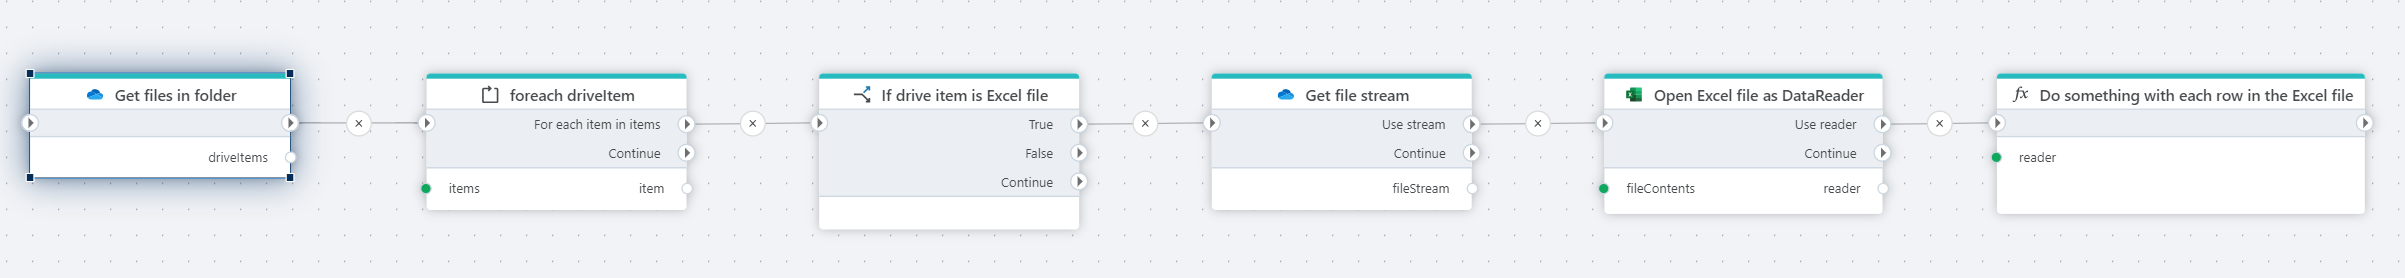 Get files in folder
driveItems
foreach driveItem
For each item in items
Continue
items item
If drive item is Excel file
True
False
Continue
Get file stream
Use stream
Continue
fileStream
Open Excel file as DataReader
Use reader
Continue
fileContents reader
fx Do something with each row in the Excel file
reader